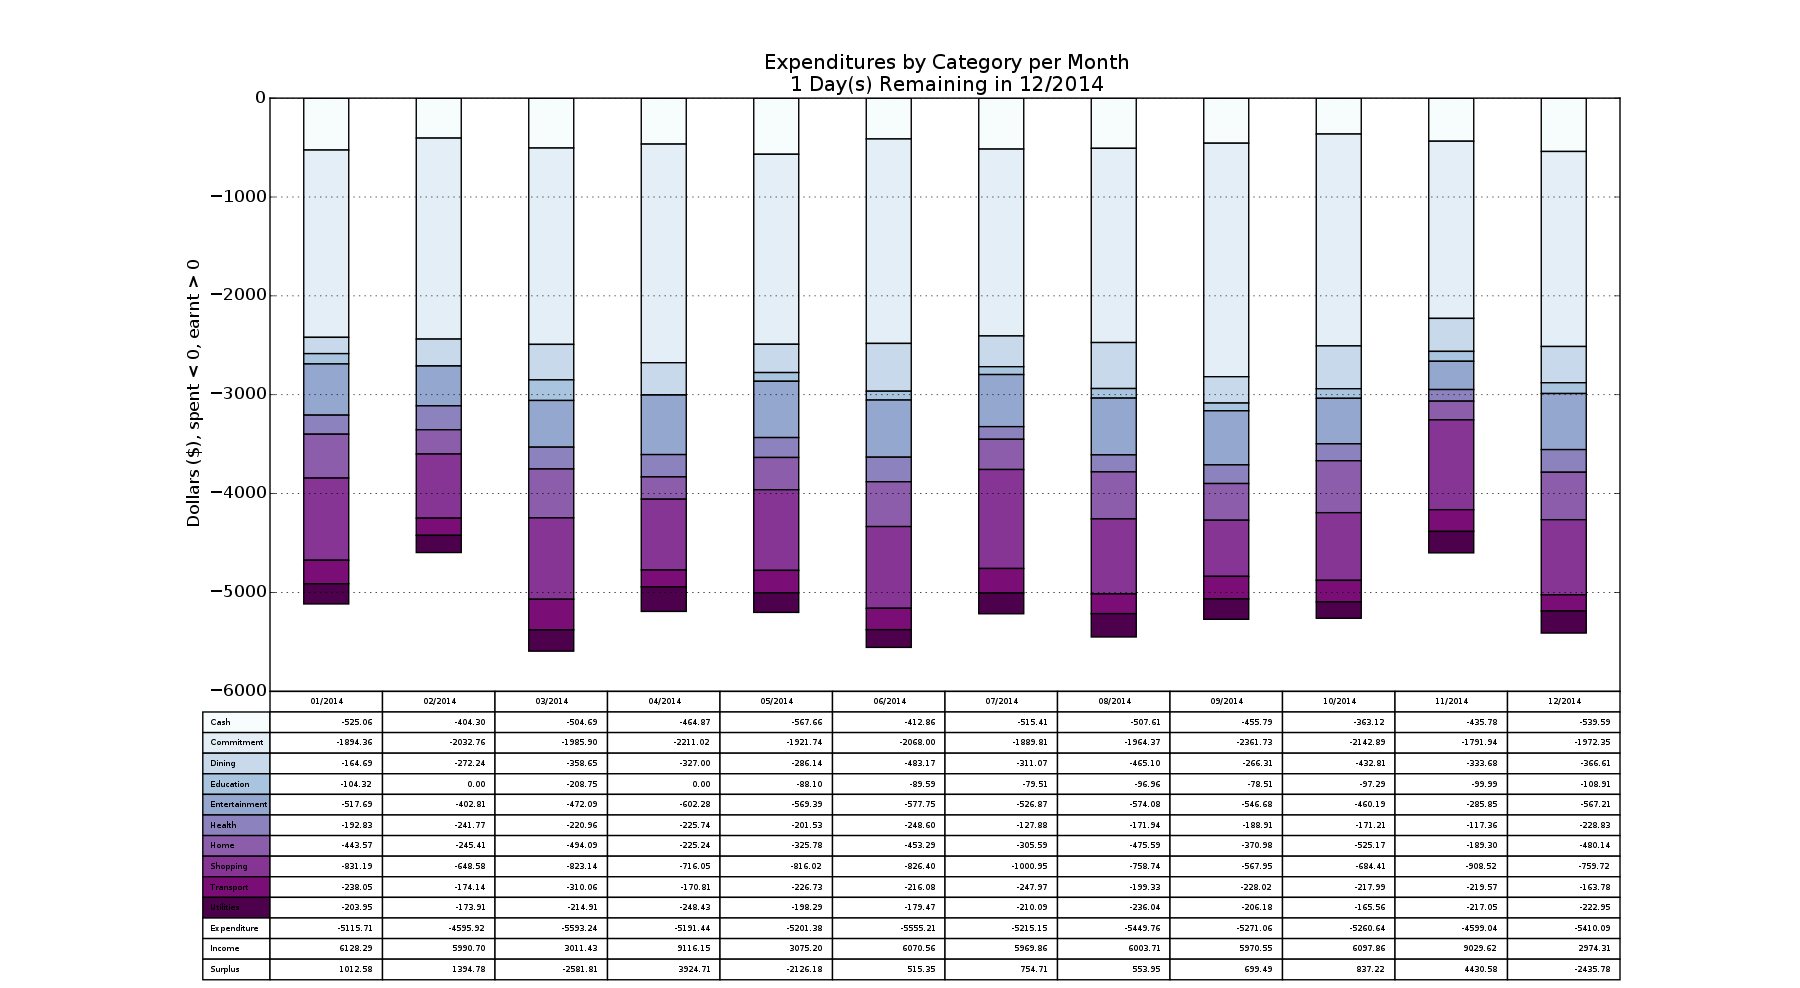 Expenditures by Category per Month
1 Day(s) Remaining in 12/2014
Dollars ($), spent < 0, earnt > 0
0
−1000
−2000
−3000
−4000
−5000
−6000
01/2014 02/2014 03/2014 04/2014 05/2014 06/2014 07/2014 08/2014 09/2014 10/2014 11/2014 12/2014
Cash -525.06 -404.30 -504.69 -464.87 -567.66 -412.86 -515.41 -507.61 -455.79 -363.12 -435.78 -539.59
Commitment -1894.36 -2032.76 -1985.90 -2211.02 -1921.74 -2068.00 -1889.81 -1964.37 -2361.73 -2142.89 -1791.94 -1972.35
Dining -164.69 -272.24 -358.65 -327.00 -286.14 -483.17 -311.07 -465.10 -266.31 -432.81 -333.68 -366.61
Education -104.32 0.00 -208.75 0.00 -88.10 -89.59 -79.51 -96.96 -78.51 -97.29 -99.99 -108.91
Entertainment -517.69 -402.81 -472.09 -602.28 -569.39 -577.75 -526.87 -574.08 -546.68 -460.19 -285.85 -567.21
Health -192.83 -241.77 -220.96 -225.74 -201.53 -248.60 -127.88 -171.94 -188.91 -171.21 -117.36 -228.83
Home -443.57 -245.41 -494.09 -225.24 -325.78 -453.29 -305.59 -475.59 -370.98 -525.17 -189.30 -480.14
Shopping -831.19 -648.58 -823.14 -716.05 -816.02 -826.40 -1000.95 -758.74 -567.95 -684.41 -908.52 -759.72
Transport -238.05 -174.14 -310.06 -170.81 -226.73 -216.08 -247.97 -199.33 -228.02 -217.99 -219.57 -163.78
Utilities -203.95 -173.91 -214.91 -248.43 -198.29 -179.47 -210.09 -236.04 -206.18 -165.56 -217.05 -222.95
Expenditure -5115.71 -4595.92 -5593.24 -5191.44 -5201.38 -5555.21 -5215.15 -5449.76 -5271.06 -5260.64 -4599.04 -5410.09
Income 6128.29 5990.70 3011.43 9116.15 3075.20 6070.56 5969.86 6003.71 5970.55 6097.86 9029.62 2974.31
Surplus 1012.58 1394.78 -2581.81 3924.71 -2126.18 515.35 754.71 553.95 699.49 837.22 4430.58 -2435.78